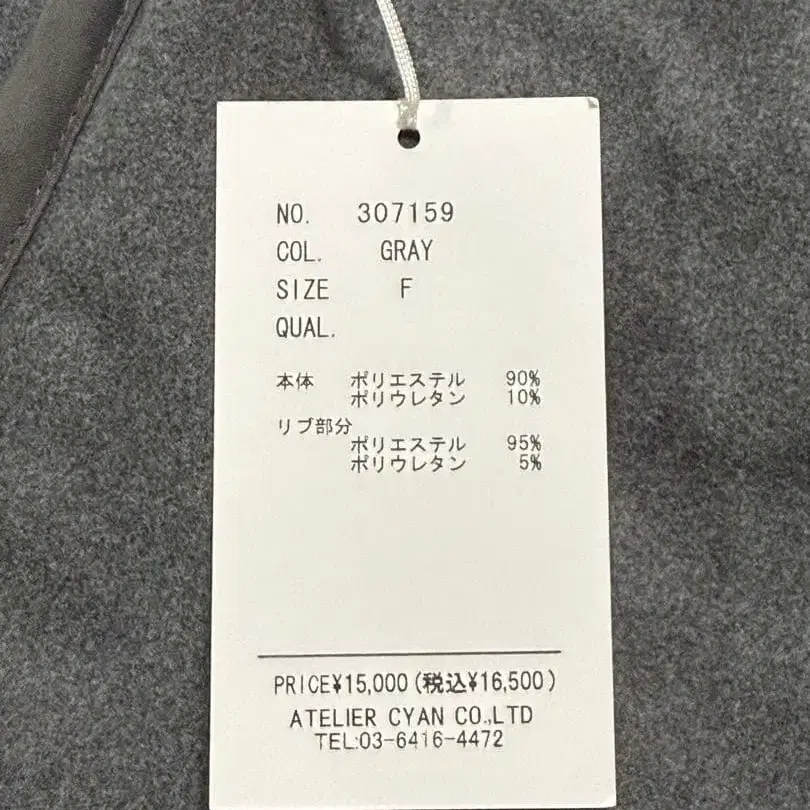 NO. 307159
COL. GRAY
SIZE F
QUAL.
本体 ポリエステル 90%
ポリウレタン 10%
リブ部分
ポリエステル 95%
ポリウレタン 5%
PRICE¥15,000(税込¥16,500)
ATELIER CYAN CO.,LTD
TEL:03-6416-4472